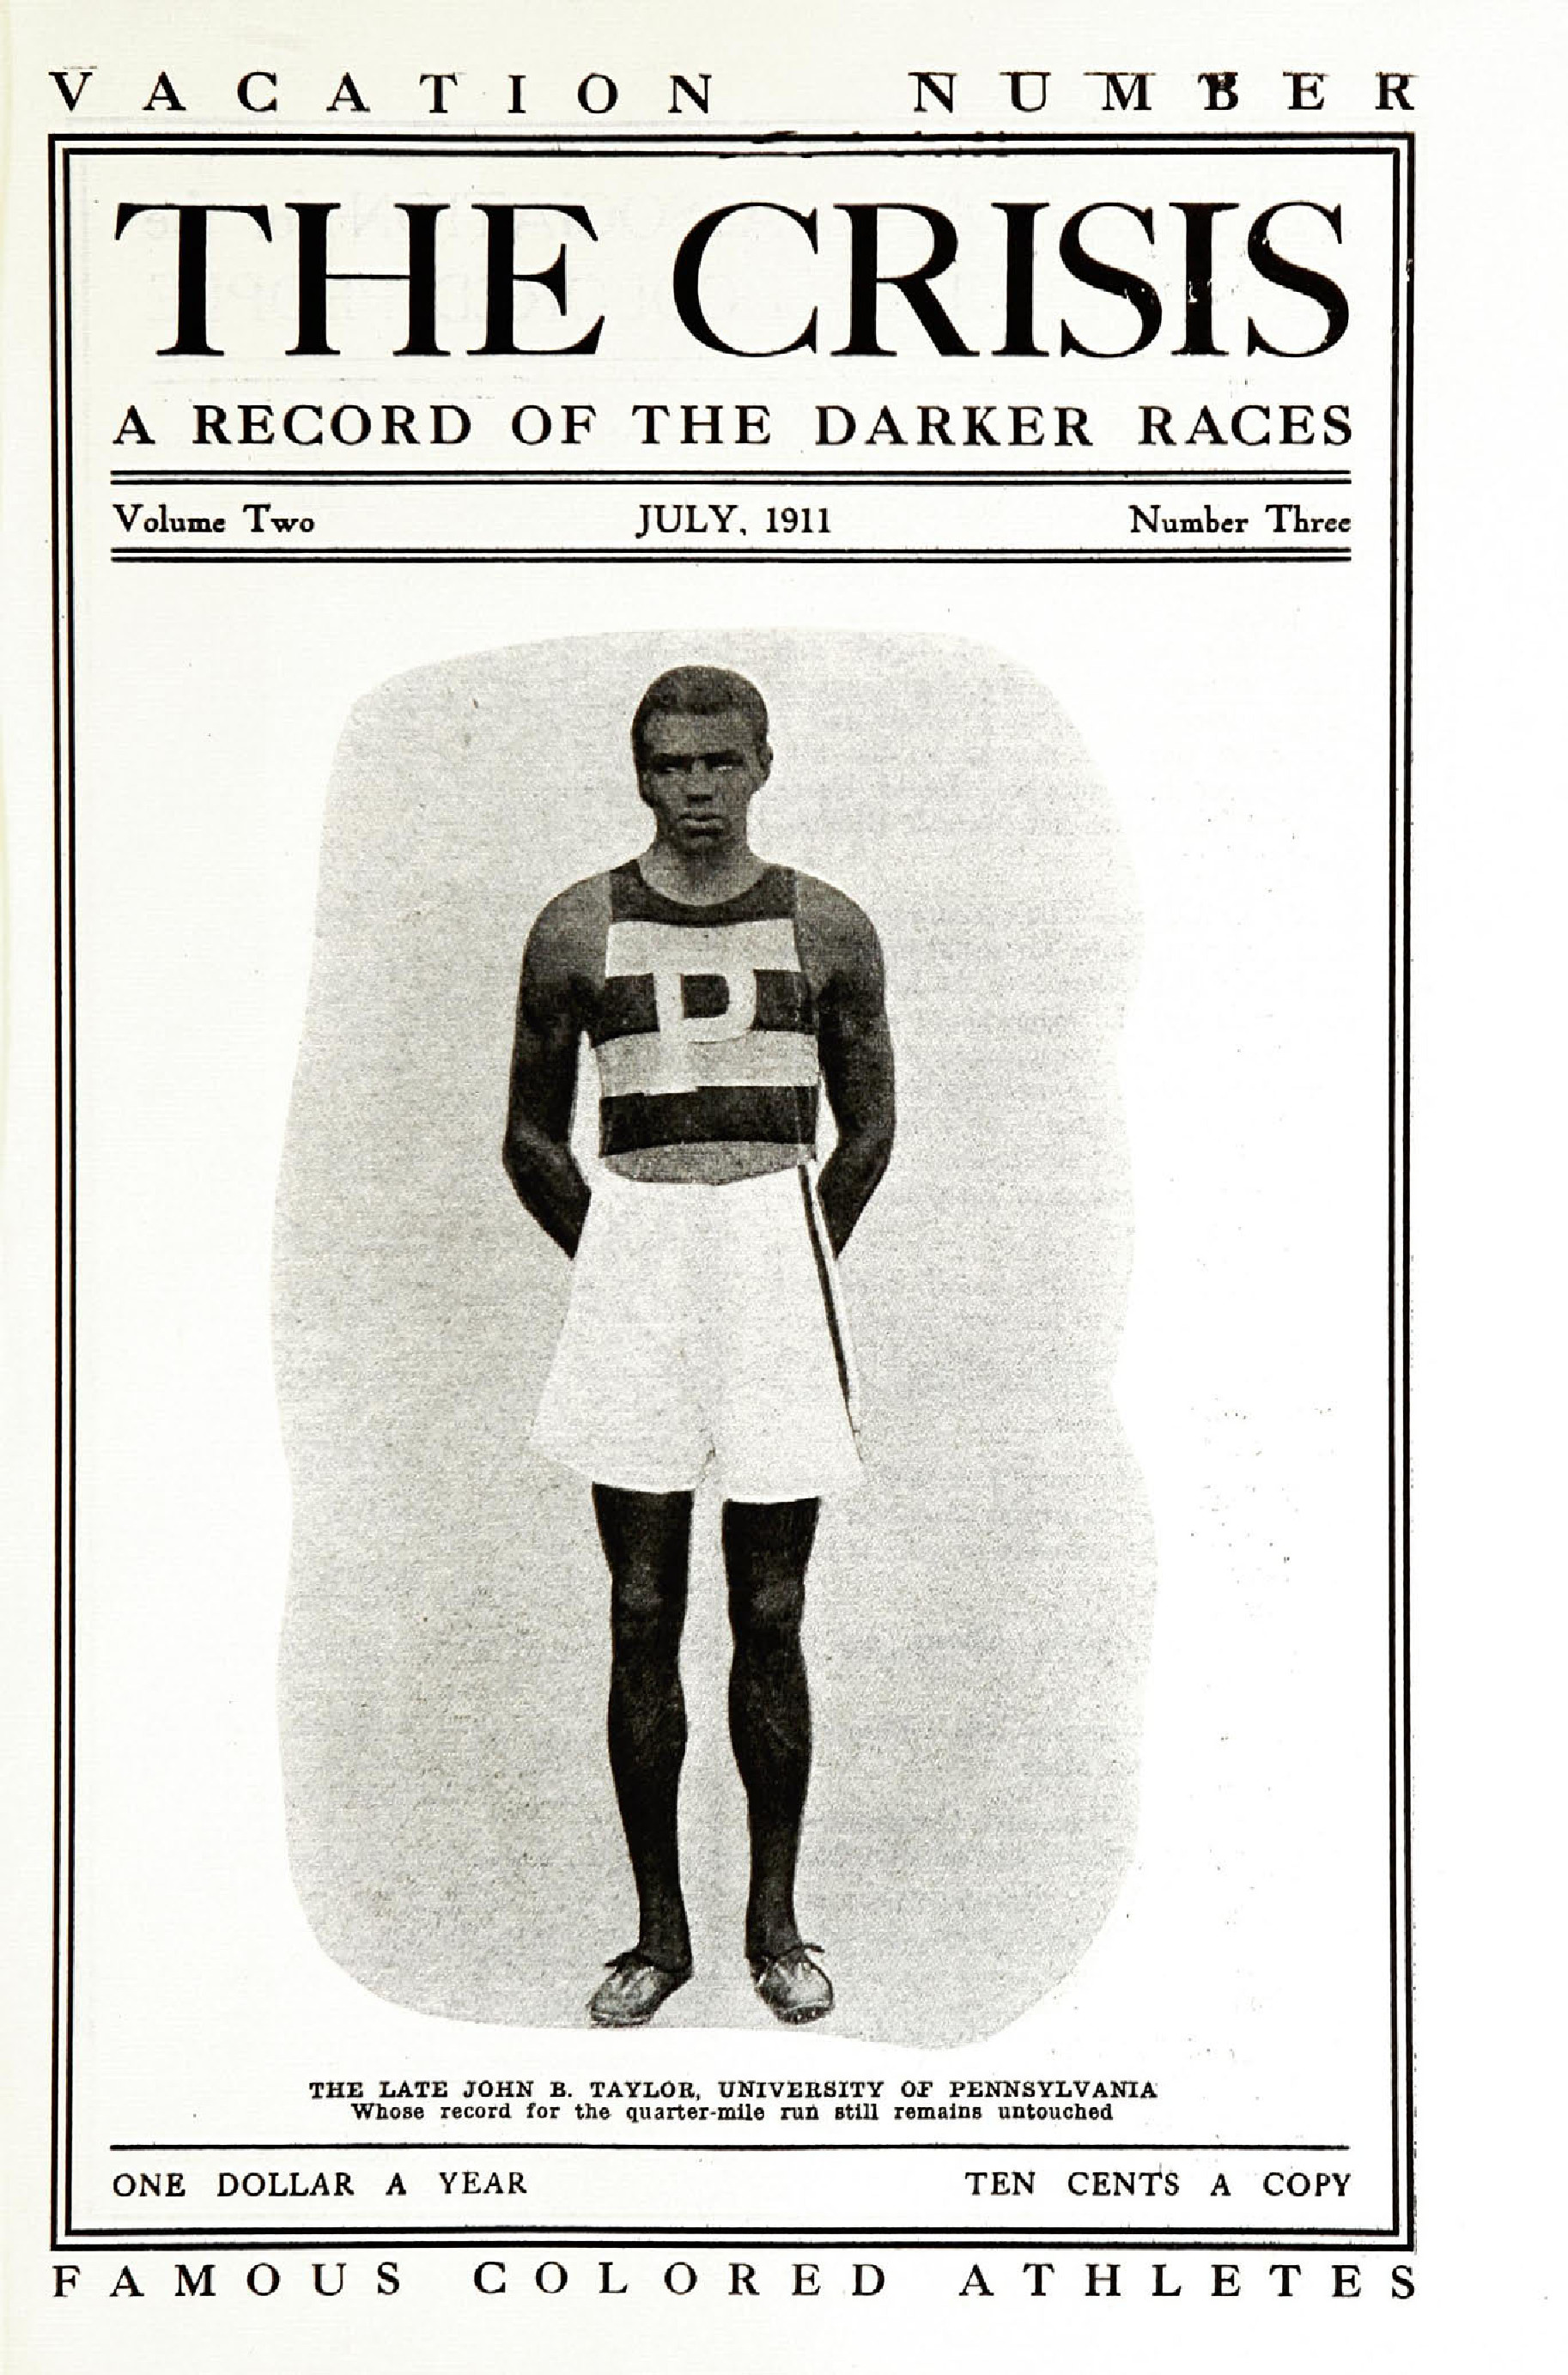 VACATION NUMBER
THE CRISIS
A RECORD OF THE DARKER RACES
Volume Two JULY, 1911 Number Three
P
THE LATE JOHN B. TAYLOR, UNIVERSITY OF PENNSYLVANIA
Whose record for the quarter-mile run still remains untouched
ONE DOLLAR A YEAR TEN CENTS A COPY
FAMOUS COLORED ATHLETES